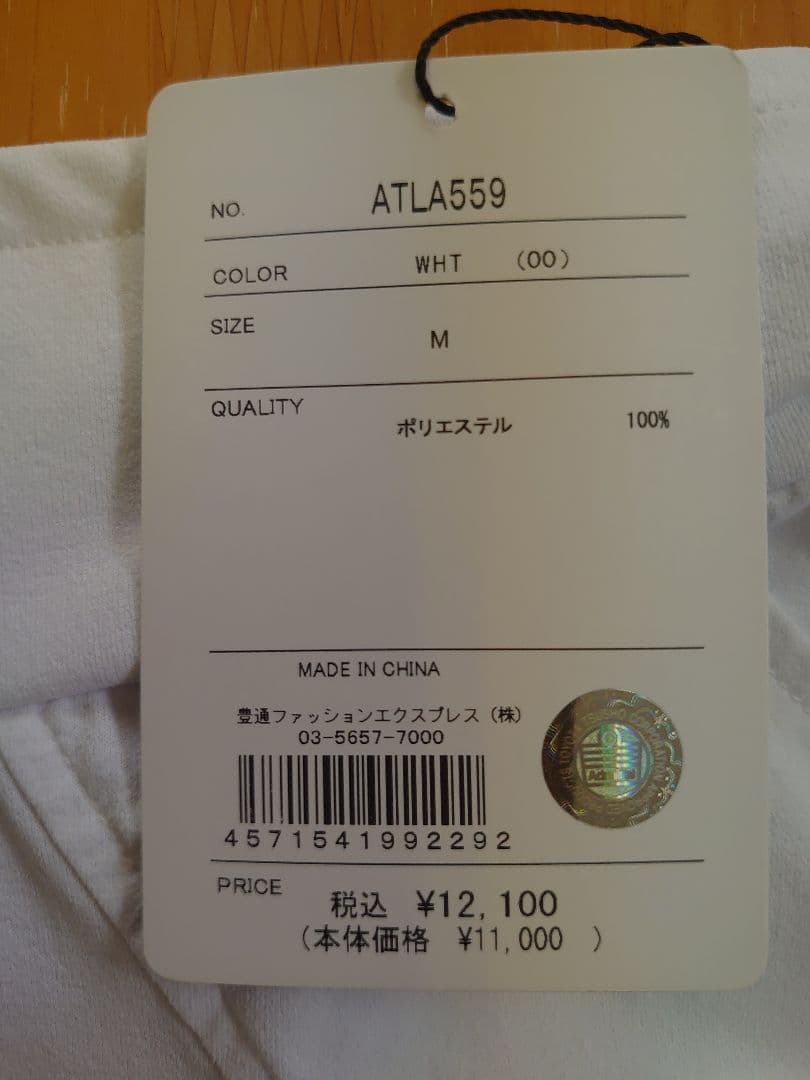 NO. ATLA559
COLOR WHT (00)
SIZE M
QUALITY ポリエステル 100%
MADE IN CHINA
豊通ファッションエクスプレス（株）
03-5657-7000
4571541992292
PRICE 税込 ¥12,100
（本体価格 ¥11,000 ）